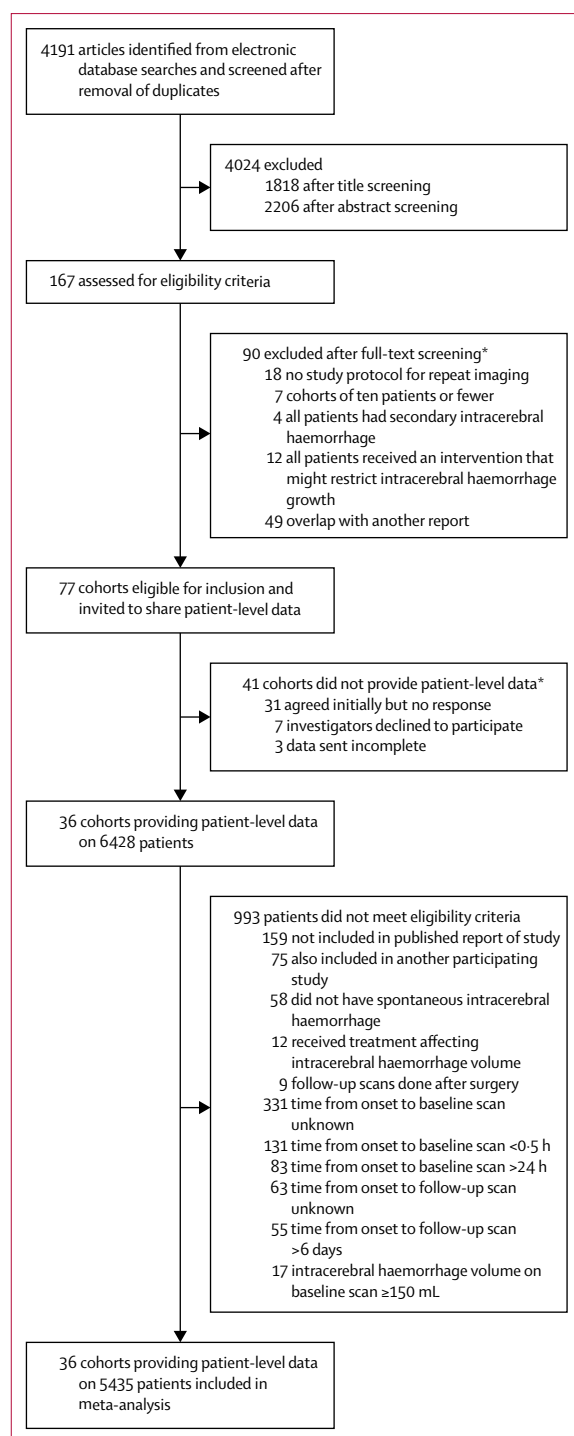 4191 articles identified from electronic
database searches and screened after
removal of duplicates
4024 excluded
1818 after title screening
2206 after abstract screening
167 assessed for eligibility criteria
90 excluded after full-text screening*
18 no study protocol for repeat imaging
7 cohorts of ten patients or fewer
4 all patients had secondary intracerebral
haemorrhage
12 all patients received an intervention that
might restrict intracerebral haemorrhage
growth
49 overlap with another report
77 cohorts eligible for inclusion and
invited to share patient-level data
41 cohorts did not provide patient-level data*
31 agreed initially but no response
7 investigators declined to participate
3 data sent incomplete
36 cohorts providing patient-level data
on 6428 patients
993 patients did not meet eligibility criteria
159 not included in published report of study
75 also included in another participating
study
58 did not have spontaneous intracerebral
haemorrhage
12 received treatment affecting
intracerebral haemorrhage volume
9 follow-up scans done after surgery
331 time from onset to baseline scan
unknown
131 time from onset to baseline scan <0·5 h
83 time from onset to baseline scan >24 h
63 time from onset to follow-up scan
unknown
55 time from onset to follow-up scan
>6 days
17 intracerebral haemorrhage volume on
baseline scan ≥150 mL
36 cohorts providing patient-level data
on 5435 patients included in
meta-analysis